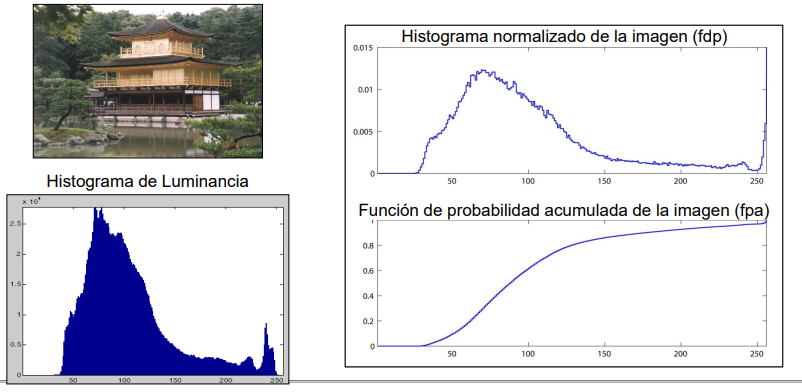 Histograma normalizado de la imagen (fdp)
0.015
0.01
0.005
50 100 150 200 250
Histograma de Luminancia
x 10⁴
2.5
2
1.5
1
0.5
0
50 100 150 200 250
Función de probabilidad acumulada de la imagen (fpa)
1
0.8
0.6
0.4
0.2
0
50 100 150 200 250